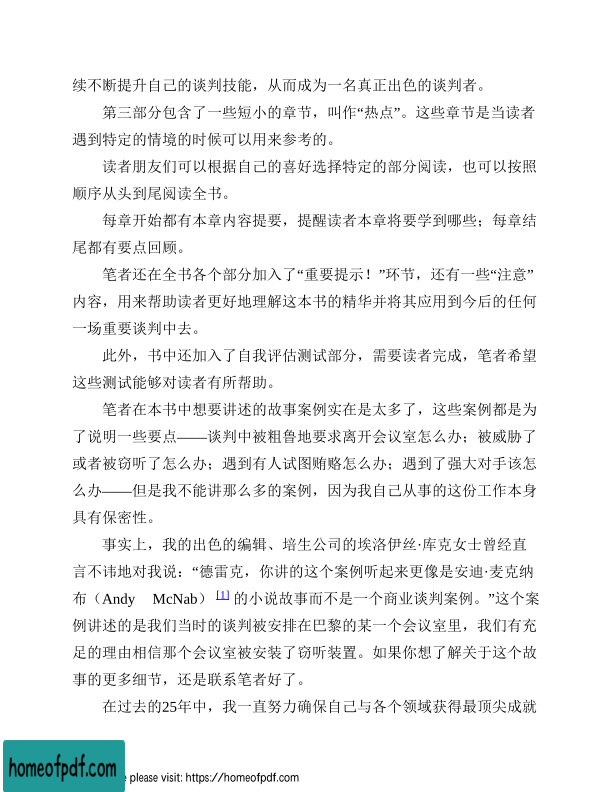 续不断提升自己的谈判技能，从而成为一名真正出色的谈判者。
第三部分包含了一些短小的章节，叫作“热点”。这些章节是当读者
遇到特定的情境的时候可以用来参考的。
读者朋友们可以根据自己的喜好选择特定的部分阅读，也可以按照
顺序从头到尾阅读全书。
每章开始都有本章内容提要，提醒读者本章将要学到哪些；每章结
尾都有要点回顾。
笔者还在全书各个部分加入了“重要提示！”环节，还有一些“注意”
内容，用来帮助读者更好地理解这本书的精华并将其应用到今后的任何
一场重要谈判中去。
此外，书中还加入了自我评估测试部分，需要读者完成，笔者希望
这些测试能够对读者有所帮助。
笔者在本书中想要讲述的故事案例实在是太多了，这些案例都是为
了说明一些要点——谈判中被粗鲁地要求离开会议室怎么办；被威胁了
或者被窃听了怎么办；遇到有人试图贿赂怎么办；遇到了强大对手该怎
么办——但是我不能讲那么多的案例，因为我自己从事的这份工作本身
具有保密性。
事实上，我的出色的编辑、培生公司的埃洛伊丝·库克女士曾经直
言不讳地对我说：“德雷克，你讲的这个案例听起来更像是安迪·麦克纳
布（Andy McNab） [1] 的小说故事而不是一个商业谈判案例。”这个案
例讲述的是我们当时的谈判被安排在巴黎的某一个会议室里，我们有充
足的理由相信那个会议室被安装了窃听装置。如果你想了解关于这个故
事的更多细节，还是联系笔者好了。
在过去的25年中，我一直努力确保自己与各个领域获得最顶尖成就
homeofpdf.com
e please visit: https://homeofpdf.com